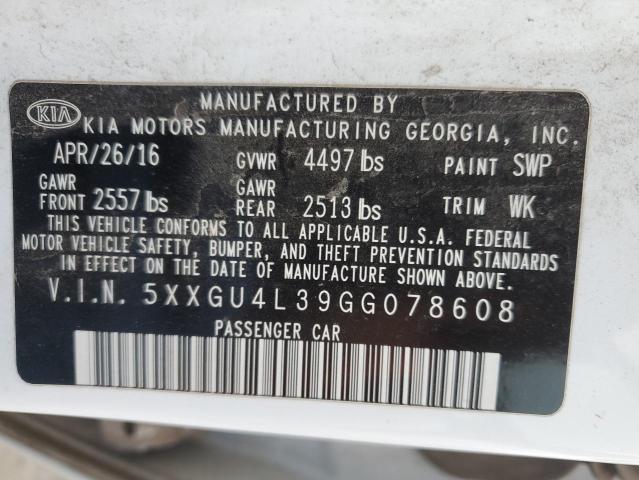 KIA
MANUFACTURED BY
KIA MOTORS MANUFACTURING GEORGIA, INC.
APR/26/16 GVWR 4497 lbs PAINT SWP
GAWR FRONT 2557 lbs GAWR REAR 2513 lbs TRIM WK
THIS VEHICLE CONFORMS TO ALL APPLICABLE U.S.A. FEDERAL
MOTOR VEHICLE SAFETY, BUMPER, AND THEFT PREVENTION STANDARDS
IN EFFECT ON THE DATE OF MANUFACTURE SHOWN ABOVE.
V.I.N. 5XXGU4L39GG078608
PASSENGER CAR